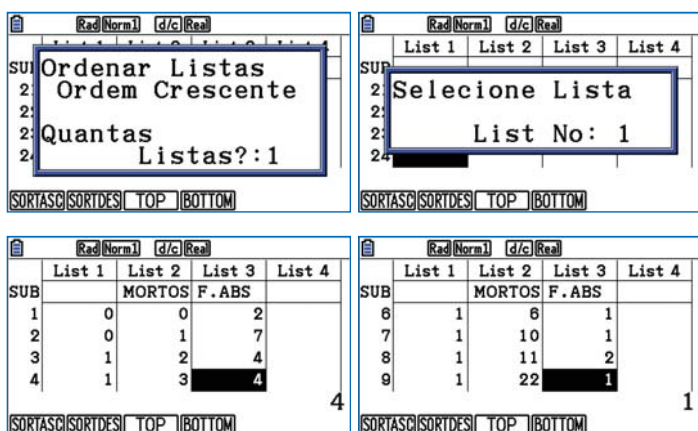 Rad Norm1 d/c Real
SUB
Ordenar Listas
Ordem Crescente
Quantas
Listas?:1
24
SORTASC SORTDES TOP BOTTOM
Rad Norm1 d/c Real
List 1 List 2 List 3 List 4
SUB
Selecione Lista
List No: 1
24
SORTASC SORTDES TOP BOTTOM
Rad Norm1 d/c Real
List 1 List 2 List 3 List 4
SUB MORTOS F.ABS
1 0 0 2
2 0 1 7
3 1 2 4
4 1 3 4
4
SORTASC SORTDES TOP BOTTOM
Rad Norm1 d/c Real
List 1 List 2 List 3 List 4
SUB MORTOS F.ABS
6 1 6 1
7 1 10 1
8 1 11 2
9 1 22 1
1
SORTASC SORTDES TOP BOTTOM